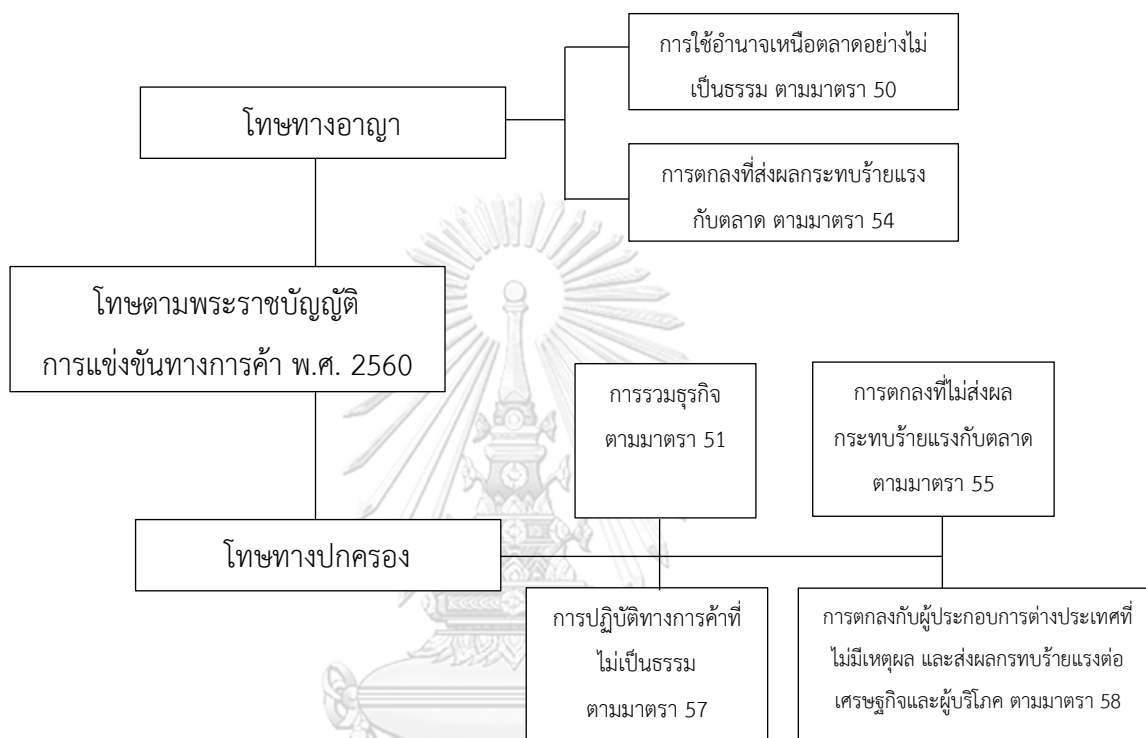 การใช้อำนาจเหนือตลาดอย่างไม่
เป็นธรรม ตามมาตรา 50
โทษทางอาญา
การตกลงที่ส่งผลกระทบร้ายแรง
กับตลาด ตามมาตรา 54
โทษตามพระราชบัญญัติ
การแข่งขันทางการค้า พ.ศ. 2560
การรวมธุรกิจ
ตามมาตรา 51
การตกลงที่ไม่ส่งผล
กระทบร้ายแรงกับตลาด
ตามมาตรา 55
โทษทางปกครอง
การปฏิบัติทางการค้าที่
ไม่เป็นธรรม
ตามมาตรา 57
การตกลงกับผู้ประกอบการต่างประเทศที่
ไม่มีเหตุผล และส่งผลกรทบร้ายแรงต่อ
เศรษฐกิจและผู้บริโภค ตามมาตรา 58